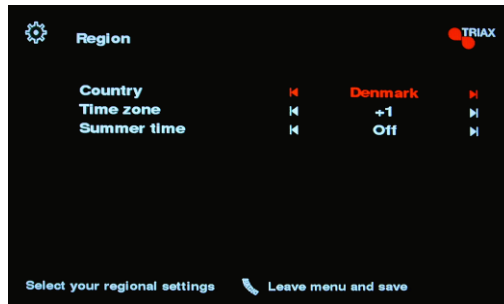 Region
TRIAX
Country Denmark
Time zone +1
Summer time Off
Select your regional settings Leave menu and save